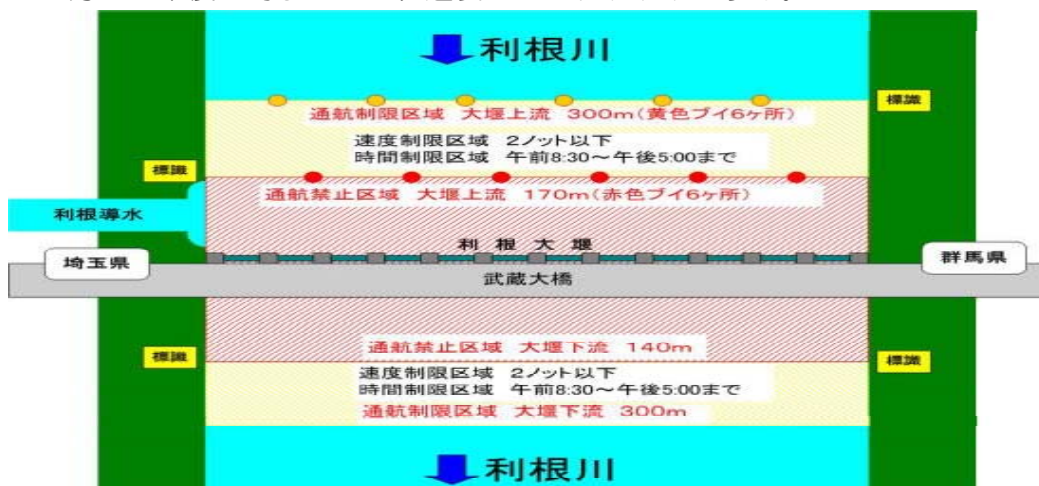 利根川
標識
通航制限区域 大堰上流 300m(黄色ブイ6ヶ所)
速度制限区域 2ノット以下
時間制限区域 午前8:30～午後5:00まで
標識
通航禁止区域 大堰上流 170m(赤色ブイ6ヶ所)
利根導水
利根大堰
埼玉県
群馬県
武蔵大橋
通航禁止区域 大堰下流 140m
標識
標識
速度制限区域 2ノット以下
時間制限区域 午前8:30～午後5:00まで
通航制限区域 大堰下流 300m
利根川